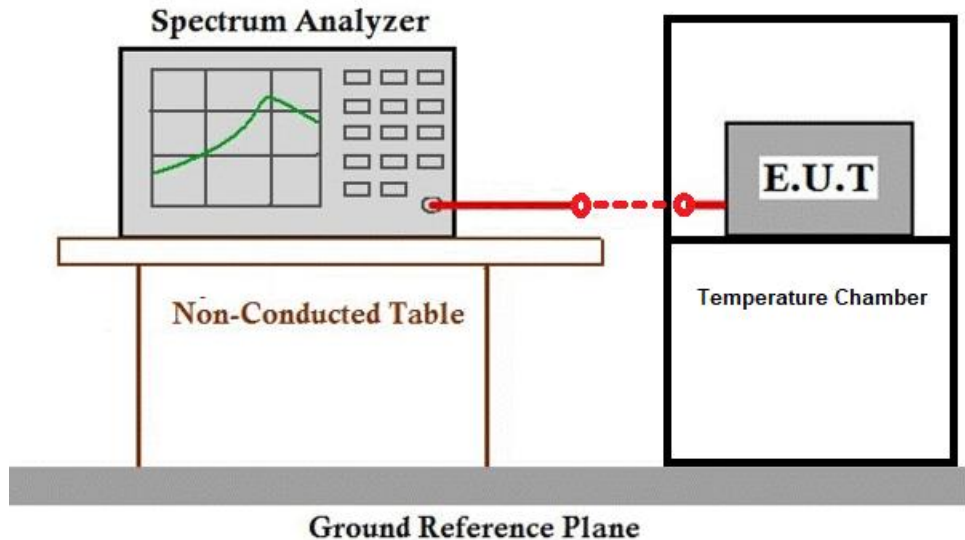 Spectrum Analyzer
E.U.T
Temperature Chamber
Non-Conducted Table
Ground Reference Plane